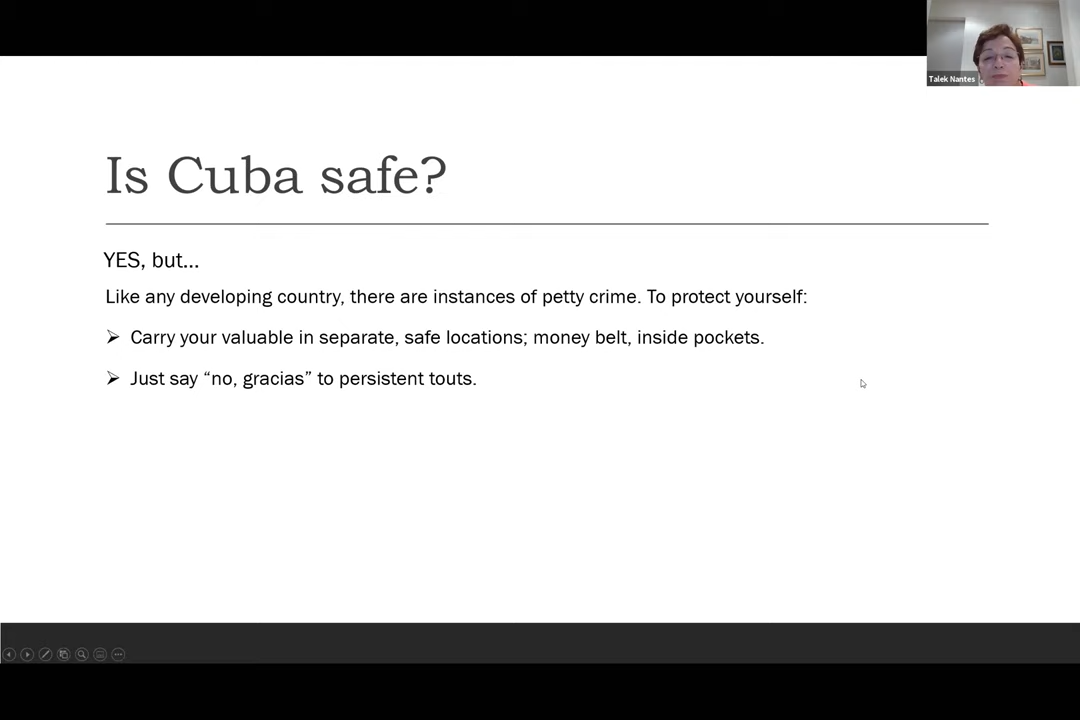 Talek Nantes
Is Cuba safe?
YES, but...
Like any developing country, there are instances of petty crime. To protect yourself:
Carry your valuable in separate, safe locations; money belt, inside pockets.
Just say “no, gracias” to persistent touts.